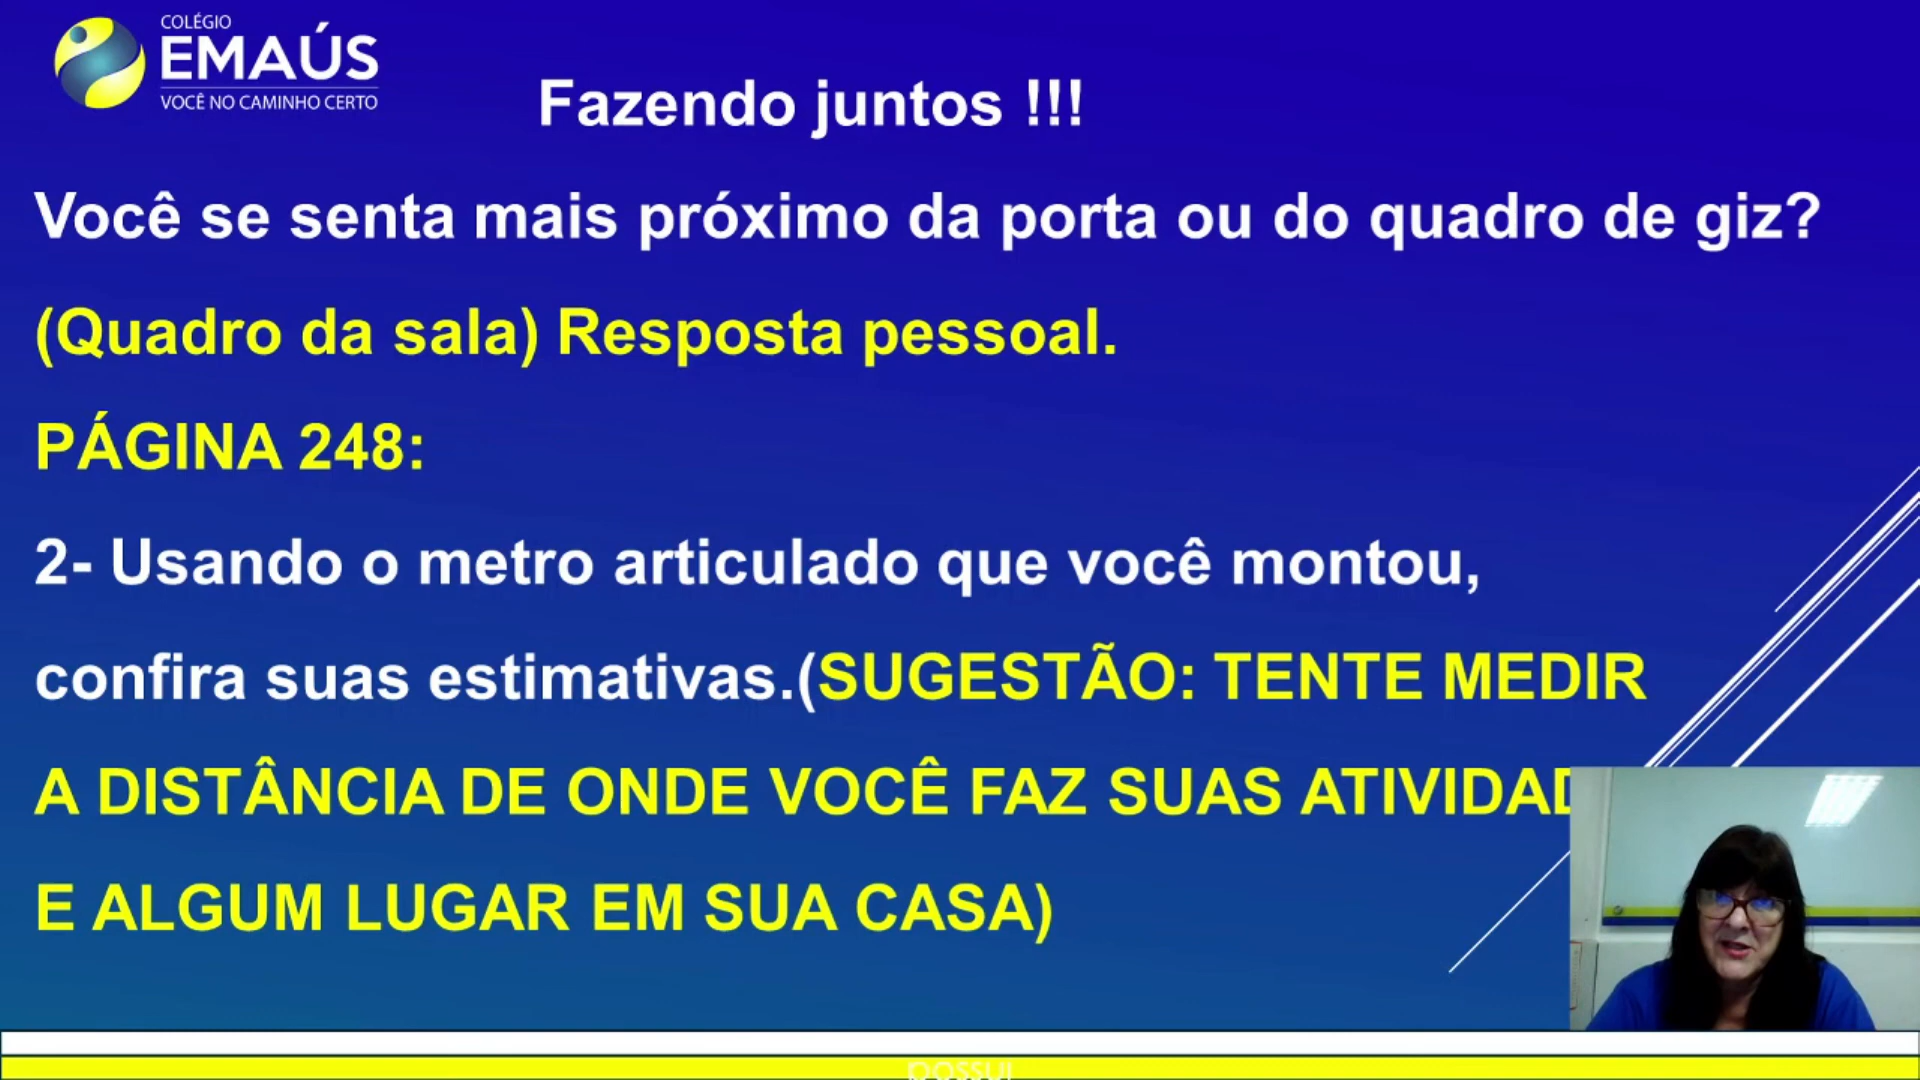 COLÉGIO
EMAÚS
VOCÊ NO CAMINHO CERTO
Fazendo juntos !!!
Você se senta mais próximo da porta ou do quadro de giz?
(Quadro da sala) Resposta pessoal.
PÁGINA 248:
2- Usando o metro articulado que você montou,
confira suas estimativas.(SUGESTÃO: TENTE MEDIR
A DISTÂNCIA DE ONDE VOCÊ FAZ SUAS ATIVIDAD
E ALGUM LUGAR EM SUA CASA)
possui